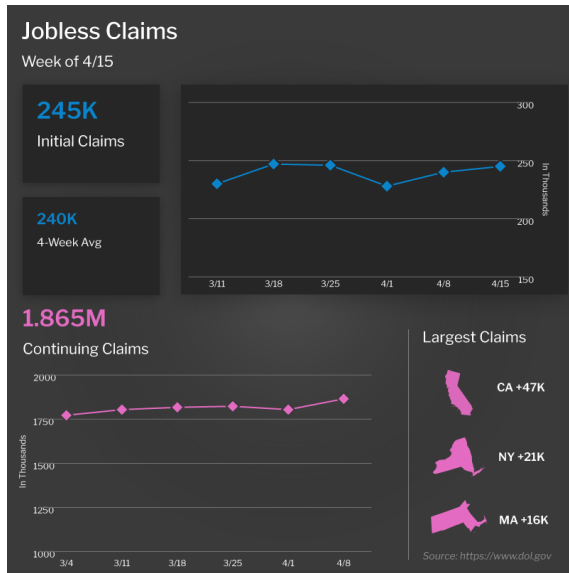 Jobless Claims
Week of 4/15
245K
Initial Claims
240K
4-Week Avg
300
250
200
150
In Thousands
3/11 3/18 3/25 4/1 4/8 4/15
1.865M
Continuing Claims
2000
1750
1500
1250
1000
In Thousands
3/4 3/11 3/18 3/25 4/1 4/8
Largest Claims
CA +47K
NY +21K
MA +16K
Source: https://www.dol.gov